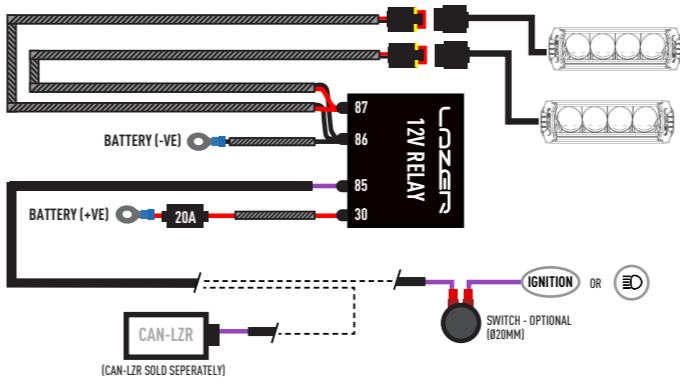 87
BATTERY (-VE)
86
LAZER
12V RELAY
85
BATTERY (+VE)
20A
30
IGNITION
OR
SWITCH - OPTIONAL
(Ø20MM)
CAN-LZR
(CAN-LZR SOLD SEPERATELY)